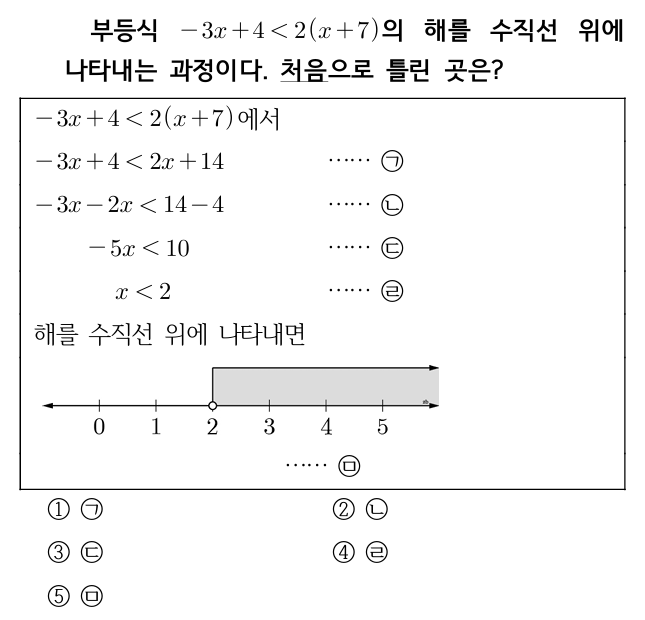 부등식 −3x+4<2(x+7)의 해를 수직선 위에
나타내는 과정이다. 처음으로 틀린 곳은?
−3x+4<2(x+7)에서
−3x+4<2x+14 …… ㉠
−3x−2x<14−4 …… ㉡
−5x<10 …… ㉢
x<2 …… ㉣
해를 수직선 위에 나타내면
0 1 2 3 4 5
…… ㉤
① ㉠ ② ㉡
③ ㉢ ④ ㉣
⑤ ㉤